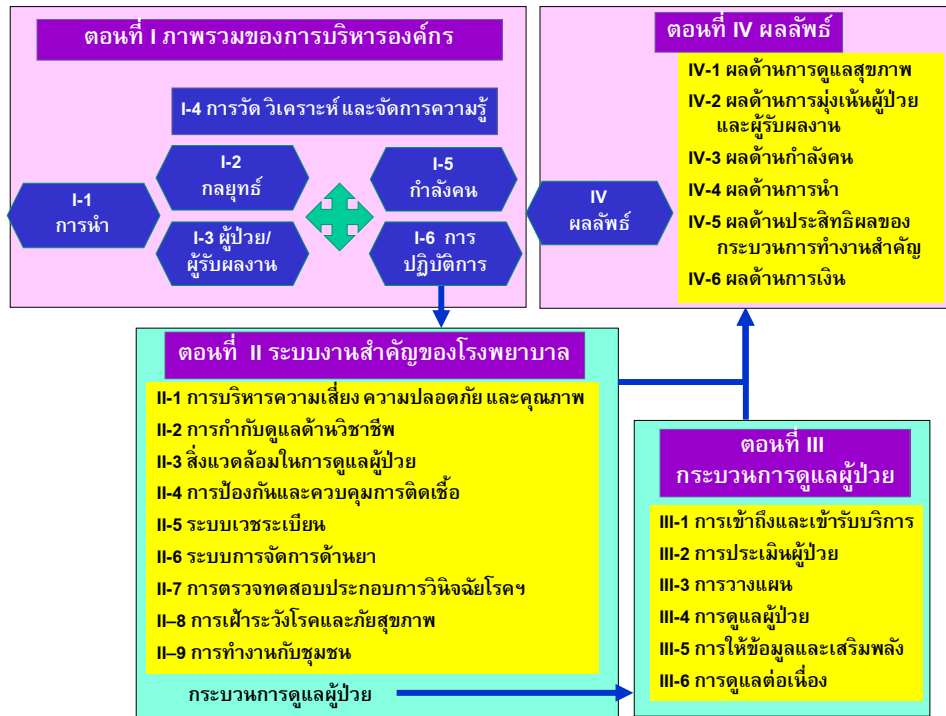 ตอนที่ I ภาพรวมของการบริหารองค์กร
I-4 การวัด วิเคราะห์ และจัดการความรู้
I-1
การนำ
I-2
กลยุทธ์
I-3 ผู้ป่วย/
ผู้รับผลงาน
I-5
กำลังคน
I-6 การ
ปฏิบัติการ
ตอนที่ IV ผลลัพธ์
IV
ผลลัพธ์
IV-1 ผลด้านการดูแลสุขภาพ
IV-2 ผลด้านการมุ่งเน้นผู้ป่วย
และผู้รับผลงาน
IV-3 ผลด้านกำลังคน
IV-4 ผลด้านการนำ
IV-5 ผลด้านประสิทธิผลของ
กระบวนการทำงานสำคัญ
IV-6 ผลด้านการเงิน
ตอนที่ II ระบบงานสำคัญของโรงพยาบาล
II-1 การบริหารความเสี่ยง ความปลอดภัย และคุณภาพ
II-2 การกำกับดูแลด้านวิชาชีพ
II-3 สิ่งแวดล้อมในการดูแลผู้ป่วย
II-4 การป้องกันและควบคุมการติดเชื้อ
II-5 ระบบเวชระเบียน
II-6 ระบบการจัดการด้านยา
II-7 การตรวจทดสอบประกอบการวินิจฉัยโรคฯ
II–8 การเฝ้าระวังโรคและภัยสุขภาพ
II–9 การทำงานกับชุมชน
กระบวนการดูแลผู้ป่วย
ตอนที่ III
กระบวนการดูแลผู้ป่วย
III-1 การเข้าถึงและเข้ารับบริการ
III-2 การประเมินผู้ป่วย
III-3 การวางแผน
III-4 การดูแลผู้ป่วย
III-5 การให้ข้อมูลและเสริมพลัง
III-6 การดูแลต่อเนื่อง